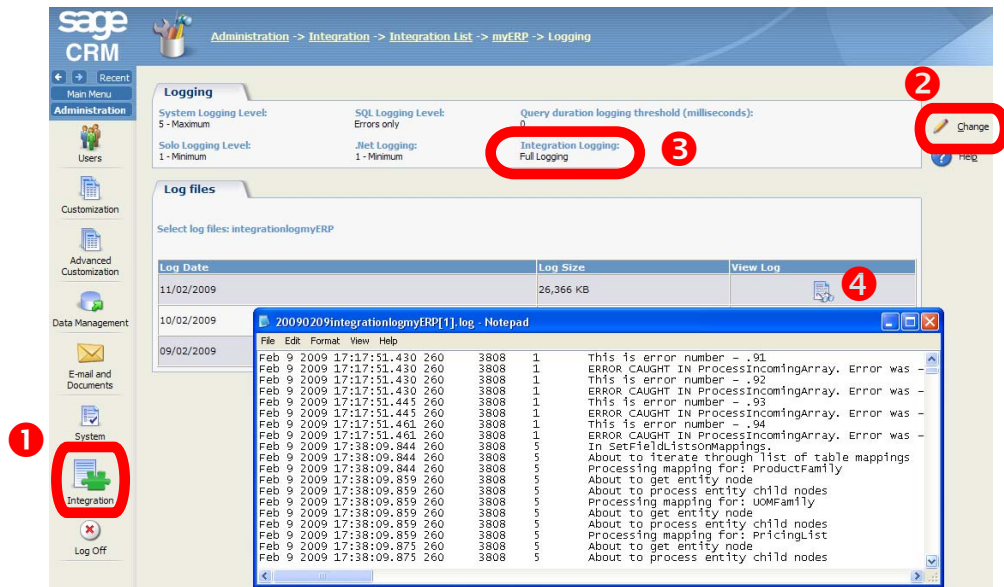 sage
CRM
Administration -> Integration -> Integration List -> myERP -> Logging
Recent
Main Menu
Administration
Users
Customization
Advanced
Customization
Data Management
E-mail and
Documents
System
Integration
Log Off
1
2
3
4
Change
Help
Logging
System Logging Level:
5 - Maximum
SQL Logging Level:
Errors only
Query duration logging threshold (milliseconds):
0
Solo Logging Level:
1 - Minimum
.Net Logging:
1 - Minimum
Integration Logging:
Full Logging
Log files
Select log files: integrationlogmyERP
Log Date Log Size View Log
11/02/2009 26,366 KB
10/02/2009
09/02/2009
20090209integrationlogmyERP[1].log - Notepad
File Edit Format View Help
Feb 9 2009 17:17:51.430 260 3808 1 This is error number - .91
Feb 9 2009 17:17:51.430 260 3808 1 ERROR CAUGHT IN ProcessIncomingArray. Error was -
Feb 9 2009 17:17:51.430 260 3808 1 This is error number - .92
Feb 9 2009 17:17:51.430 260 3808 1 ERROR CAUGHT IN ProcessIncomingArray. Error was -
Feb 9 2009 17:17:51.445 260 3808 1 This is error number - .93
Feb 9 2009 17:17:51.445 260 3808 1 ERROR CAUGHT IN ProcessIncomingArray. Error was -
Feb 9 2009 17:17:51.461 260 3808 1 This is error number - .94
Feb 9 2009 17:17:51.461 260 3808 1 ERROR CAUGHT IN ProcessIncomingArray. Error was -
Feb 9 2009 17:38:09.844 260 3808 5 In SetFieldListsonMappings.
Feb 9 2009 17:38:09.844 260 3808 5 About to iterate through list of table mappings
Feb 9 2009 17:38:09.844 260 3808 5 Processing mapping for: ProductFamily
Feb 9 2009 17:38:09.859 260 3808 5 About to get entity node
Feb 9 2009 17:38:09.859 260 3808 5 About to process entity child nodes
Feb 9 2009 17:38:09.859 260 3808 5 Processing mapping for: UOMFamily
Feb 9 2009 17:38:09.859 260 3808 5 About to get entity node
Feb 9 2009 17:38:09.859 260 3808 5 About to process entity child nodes
Feb 9 2009 17:38:09.859 260 3808 5 Processing mapping for: PricingList
Feb 9 2009 17:38:09.875 260 3808 5 About to get entity node
Feb 9 2009 17:38:09.875 260 3808 5 About to process entity child nodes